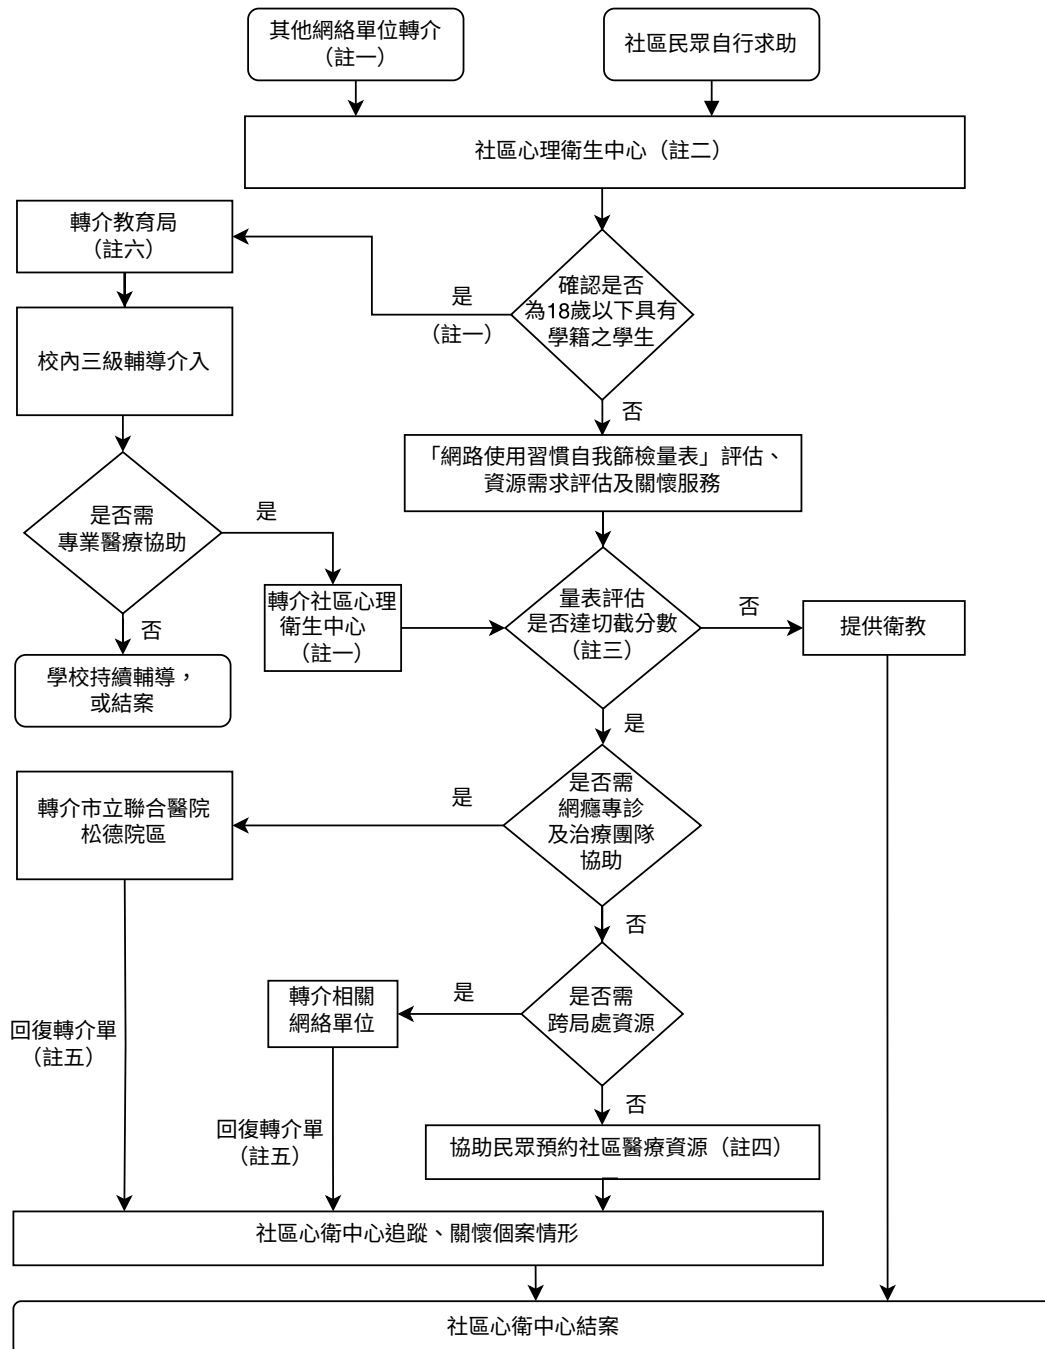 其他網絡單位轉介
（註一）
社區民眾自行求助
社區心理衛生中心（註二）
轉介教育局
（註六）
確認是否
為18歲以下具有
學籍之學生
是
（註一）
校內三級輔導介入
否
「網路使用習慣自我篩檢量表」評估、
資源需求評估及關懷服務
是否需
專業醫療協助
是
轉介社區心理
衛生中心
（註一）
量表評估
是否達切截分數
（註三）
否
提供衛教
否
學校持續輔導，
或結案
是
轉介市立聯合醫院
松德院區
是
是否需
網癮專診
及治療團隊
協助
否
轉介相關
網絡單位
是
是否需
跨局處資源
回復轉介單
（註五）
否
回復轉介單
（註五）
協助民眾預約社區醫療資源（註四）
社區心衛中心追蹤、關懷個案情形
社區心衛中心結案